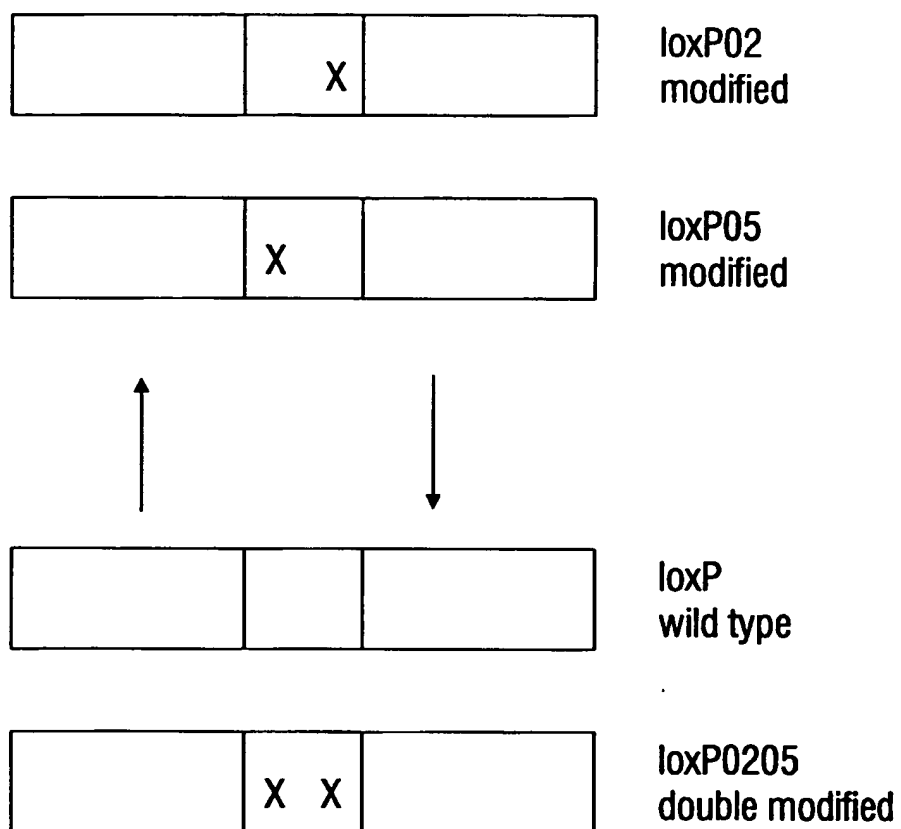 X
loxP02
modified
X
loxP05
modified
loxP
wild type
X X
loxP0205
double modified